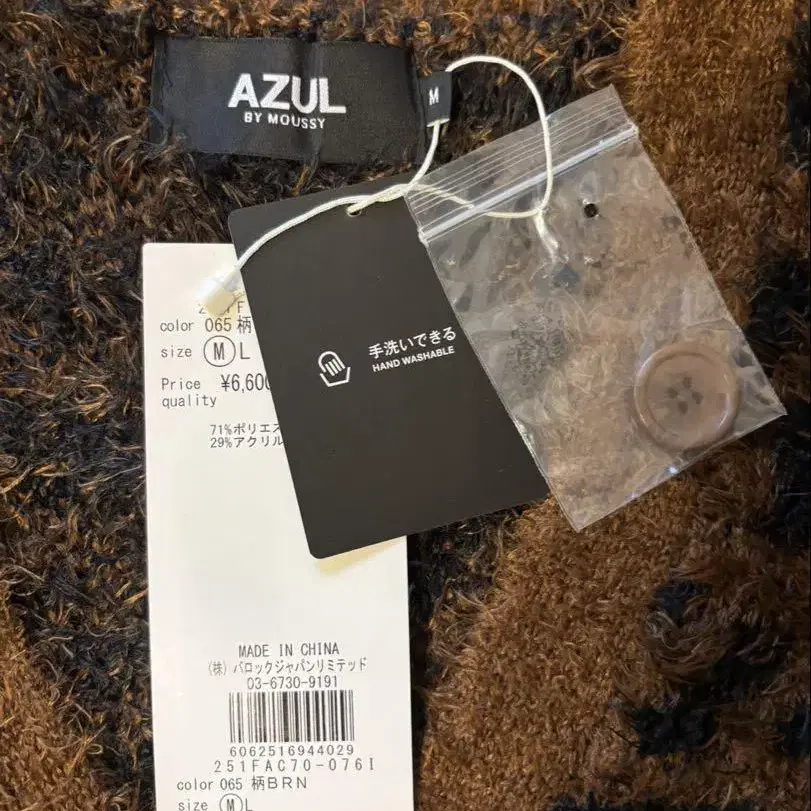 AZUL
BY MOUSSY
M
color 065 柄
size M L
Price ¥6,600
quality
71%ポリエス
29%アクリル
手洗いできる
HAND WASHABLE
MADE IN CHINA
(株)バロックジャパンリミテッド
03-6730-9191
6062516944029
251FAC70-076I
color 065 柄BRN
size M L